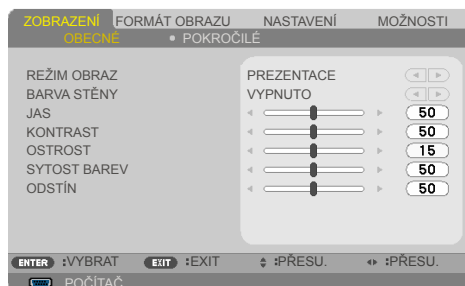 ZOBRAZENÍ FORMÁT OBRAZU NASTAVENÍ MOŽNOSTI
OBECNÉ • POKROČILÉ
REŽIM OBRAZ PREZENTACE
BARVA STĚNY VYPNUTO
JAS 50
KONTRAST 50
OSTROST 15
SYTOST BAREV 50
ODSTÍN 50
ENTER :VYBRAT EXIT :EXIT :PŘESU. :PŘESU.
POČÍTAČ